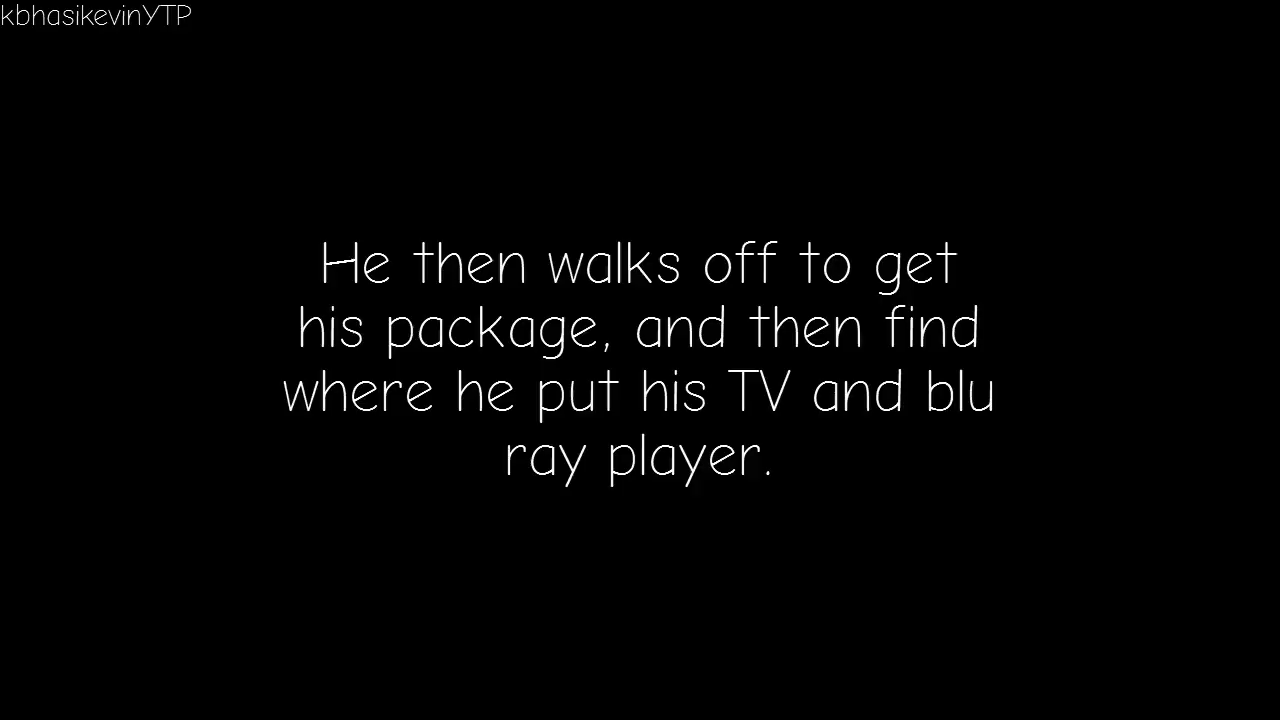 kbhasikevinYTP
He then walks off to get
his package, and then find
where he put his TV and blu
ray player.